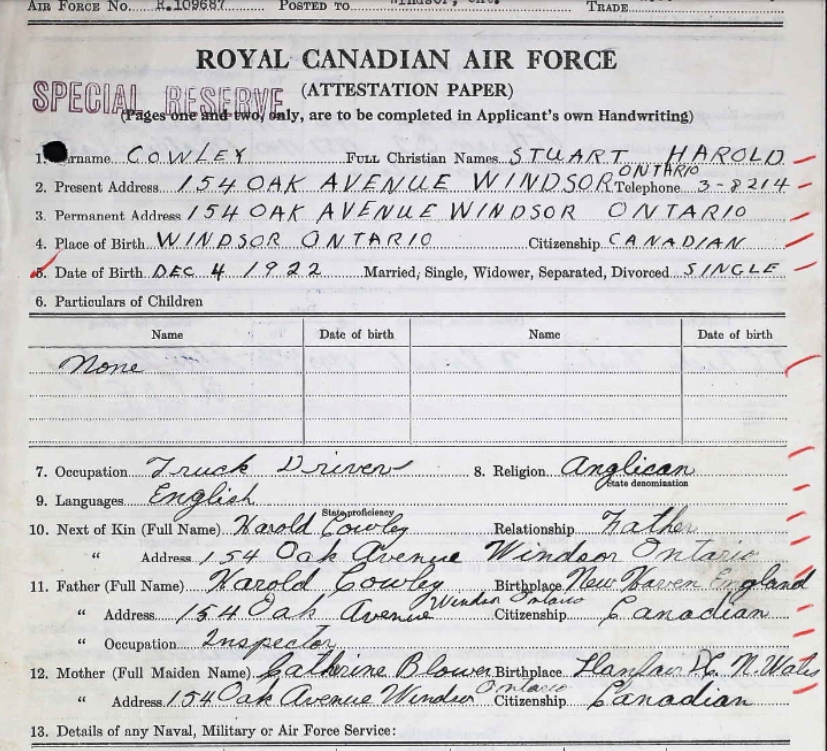 AIR FORCE NO. R.109687 POSTED TO Windsor, Ont. TRADE
ROYAL CANADIAN AIR FORCE
SPECIAL RESERVE
(ATTESTATION PAPER)
(Pages one and two, only, are to be completed in Applicant's own Handwriting)
1. Surname COWLEY FULL Christian Names STUART HAROLD
2. Present Address 154 OAK AVENUE WINDSOR ONTARIO Telephone 3-8214
3. Permanent Address 154 OAK AVENUE WINDSOR ONTARIO
4. Place of Birth WINDSOR ONTARIO Citizenship CANADIAN
5. Date of Birth DEC 4 1922 Married, Single, Widower, Separated, Divorced SINGLE
6. Particulars of Children
Name Date of birth Name Date of birth
None
7. Occupation Truck Driver 8. Religion Anglican
State denomination
9. Languages English
State proficiency
10. Next of Kin (Full Name) Harold Cowley Relationship Father
" Address 154 Oak Avenue Windsor Ontario
11. Father (Full Name) Harold Cowley Birthplace New Haven England
" Address 154 Oak Avenue Windsor Ontario Citizenship Canadian
" Occupation Inspector
12. Mother (Full Maiden Name) Catherine Blower Birthplace Llanfair N. Wales
" Address 154 Oak Avenue Windsor Ontario Citizenship Canadian
13. Details of any Naval, Military or Air Force Service: